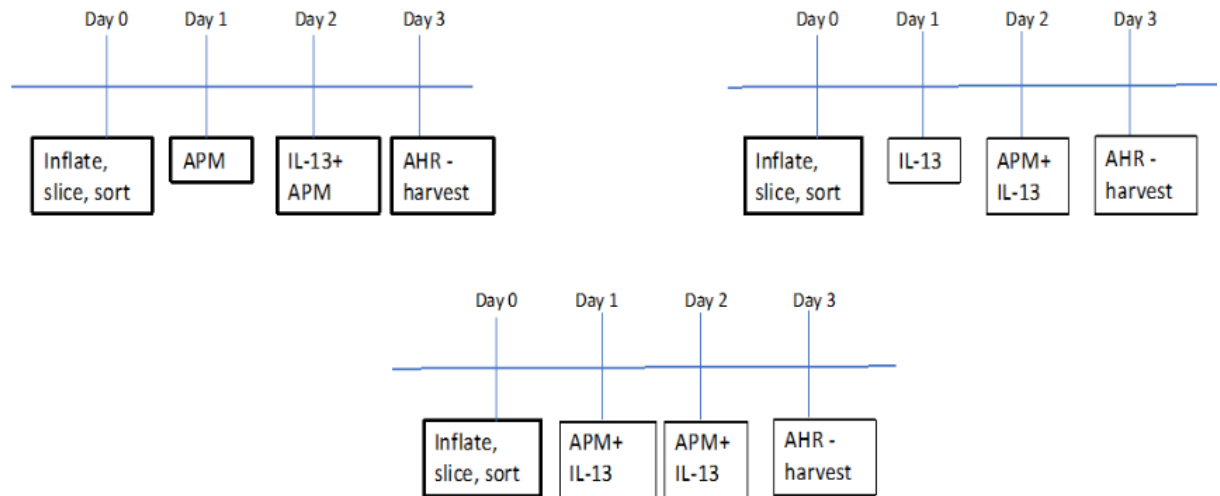 Day 0 Day 1 Day 2 Day 3
Inflate,
slice, sort
APM
IL-13+
APM
AHR -
harvest
Day 0 Day 1 Day 2 Day 3
Inflate,
slice, sort
IL-13
APM+
IL-13
AHR -
harvest
Day 0 Day 1 Day 2 Day 3
Inflate,
slice, sort
APM+
IL-13
APM+
IL-13
AHR -
harvest